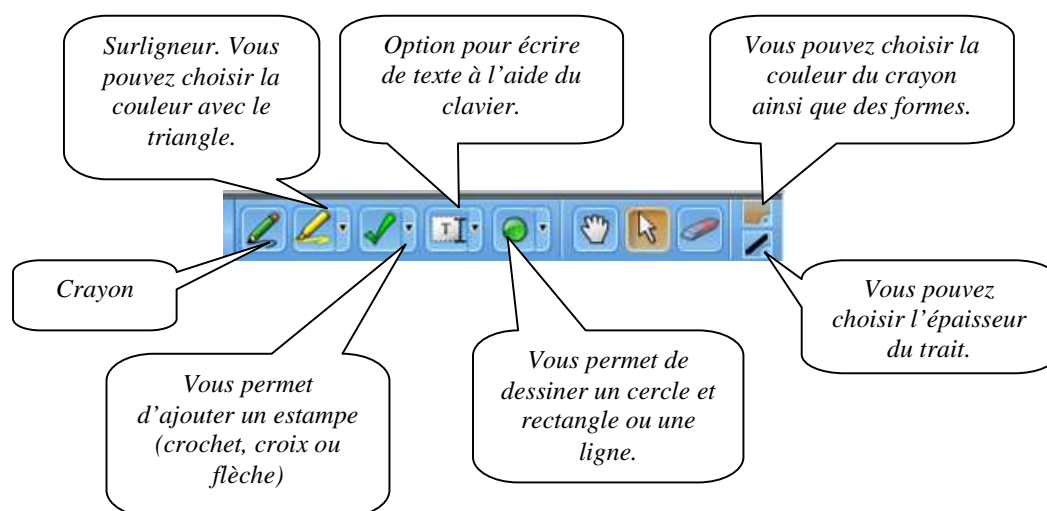 Surligneur. Vous
pouvez choisir la
couleur avec le
triangle.
Option pour écrire
de texte à l'aide du
clavier.
Vous pouvez choisir la
couleur du crayon
ainsi que des formes.
T
Crayon
Vous permet
d'ajouter un estampe
(crochet, croix ou
flèche)
Vous permet de
dessiner un cercle et
rectangle ou une
ligne.
Vous pouvez
choisir l'épaisseur
du trait.